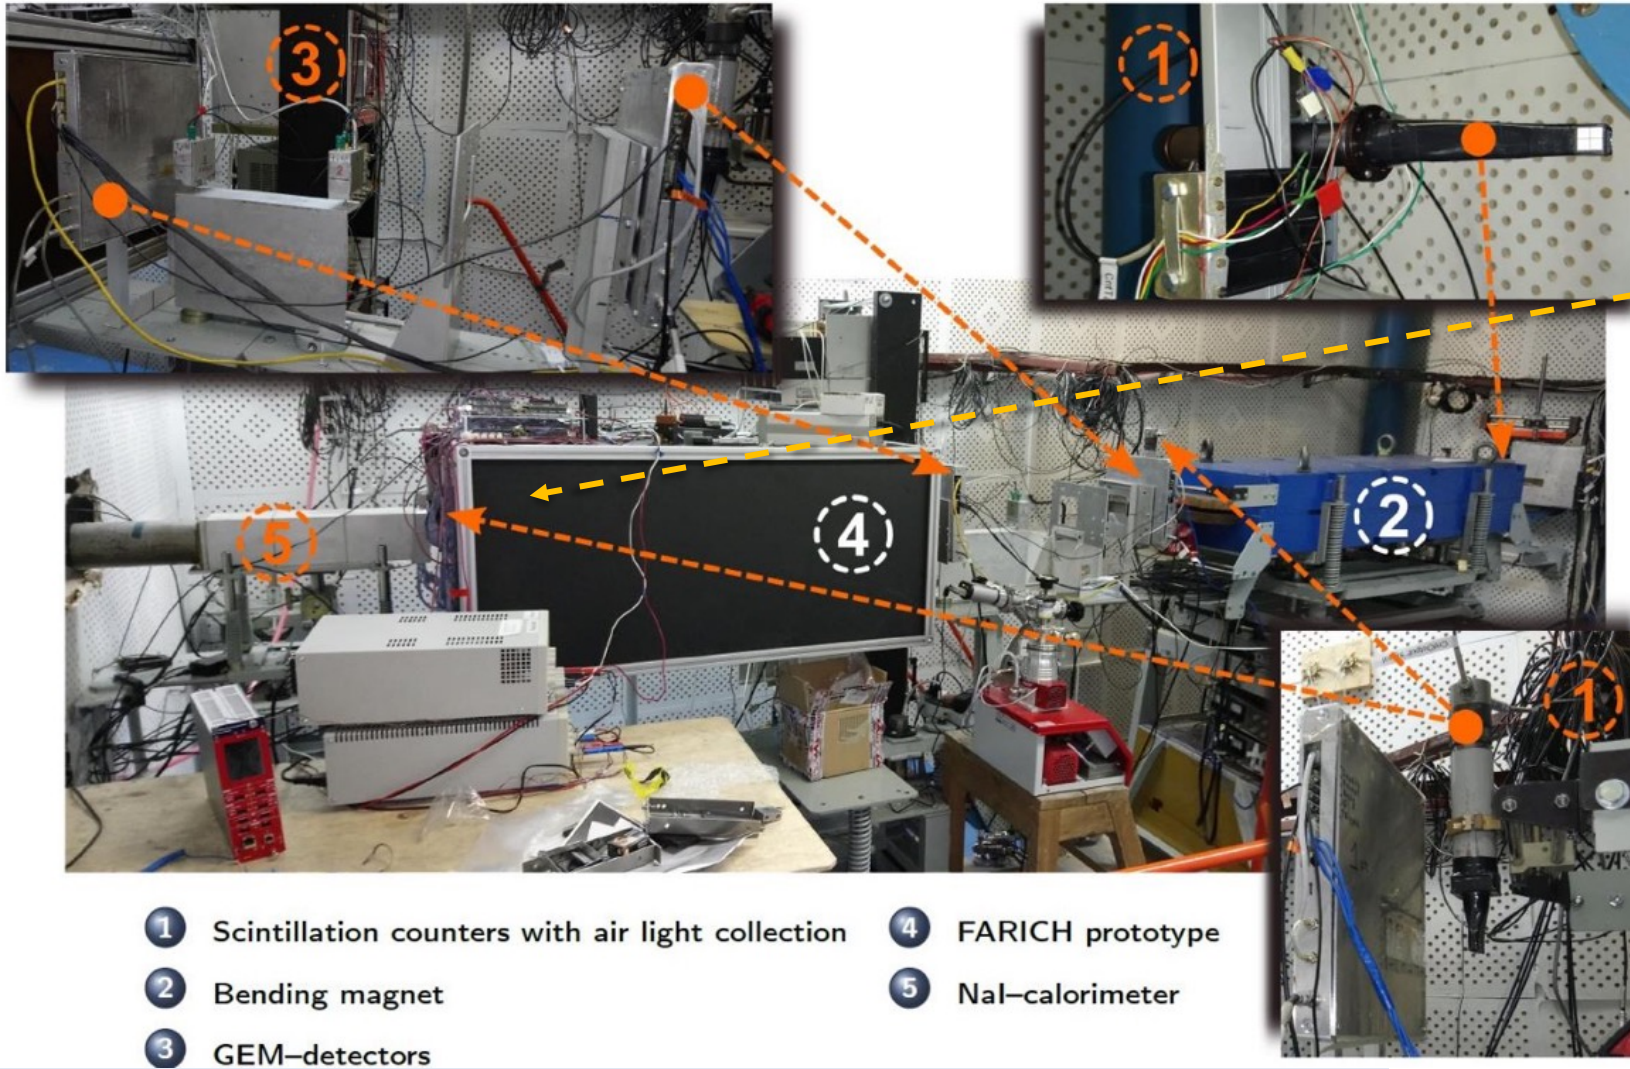 3
1
4
5
2
1
1 Scintillation counters with air light collection
2 Bending magnet
3 GEM–detectors
4 FARICH prototype
5 NaI–calorimeter